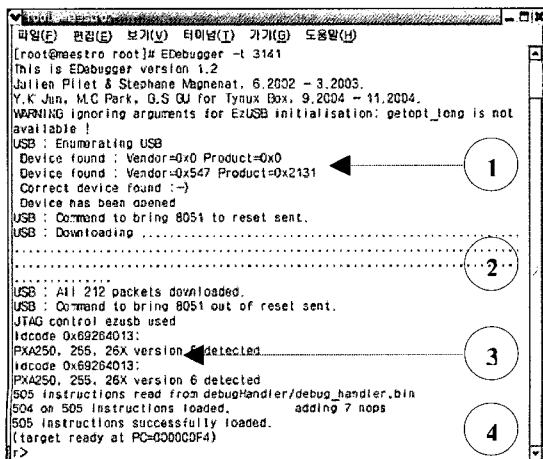 root@maestro:
파일(F) 편집(E) 보기(V) 터미널(T) 가기(G) 도움말(H)
[root@maestro root]# EDebugger -t 3141
This is EDebugger version 1.2
Julien Pilet & Stephane Magnenat, 6.2002 - 3.2003.
Y.K Jun, M.C Park, G.S GU for Tynux Box, 9.2004 - 11.2004.
WARNING ignoring arguments for EzUSB initialisation: getopt_long is not
available !
USB : Enumerating USB
Device found : Vendor=0x0 Product=0x0
Device found : Vendor=0x547 Product=0x2131
Correct device found :-)
Device has been opened
USB : Command to bring 8051 to reset sent.
USB : Downloading ..............................................................
................................................................................
................................................................................
..............
USB : All 212 packets downloaded.
USB : Command to bring 8051 out of reset sent.
JTAG control ezusb used
Idcode 0x69264013:
PXA250, 255, 26X version 6 detected
Idcode 0x69264013:
PXA250, 255, 26X version 6 detected
505 instructions read from debugHandler/debug_handler.bin
504 on 505 instructions loaded. adding 7 nops
505 instructions successfully loaded.
(target ready at PC=000000F4)
r>
1
2
3
4